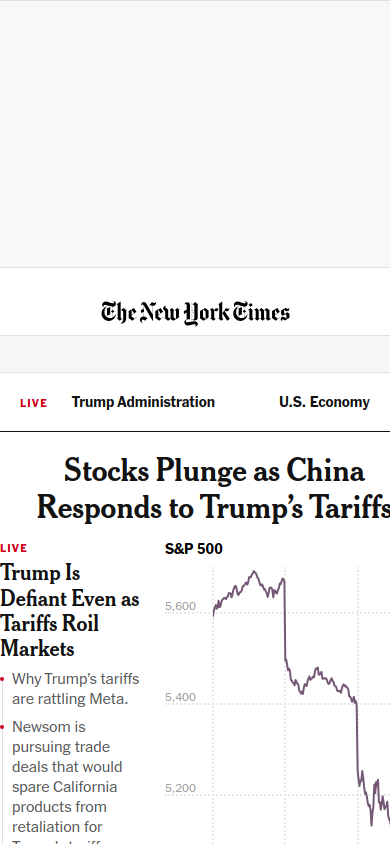 The New York Times
LIVE Trump Administration U.S. Economy
Stocks Plunge as China
Responds to Trump’s Tariffs
LIVE
Trump Is
Defiant Even as
Tariffs Roil
Markets
Why Trump’s tariffs
are rattling Meta.
Newsom is
pursuing trade
deals that would
spare California
products from
retaliation for
S&P 500
5,600
5,400
5,200